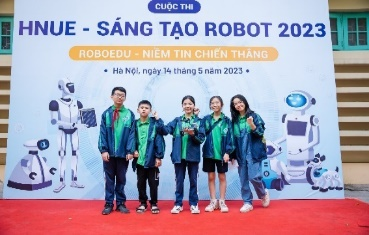 CUỘC THI
HNUE - SÁNG TẠO ROBOT 2023
ROBOEDU - NIỀM TIN CHIẾN THẮNG
Hà Nội, ngày 14 tháng 5 năm 2023